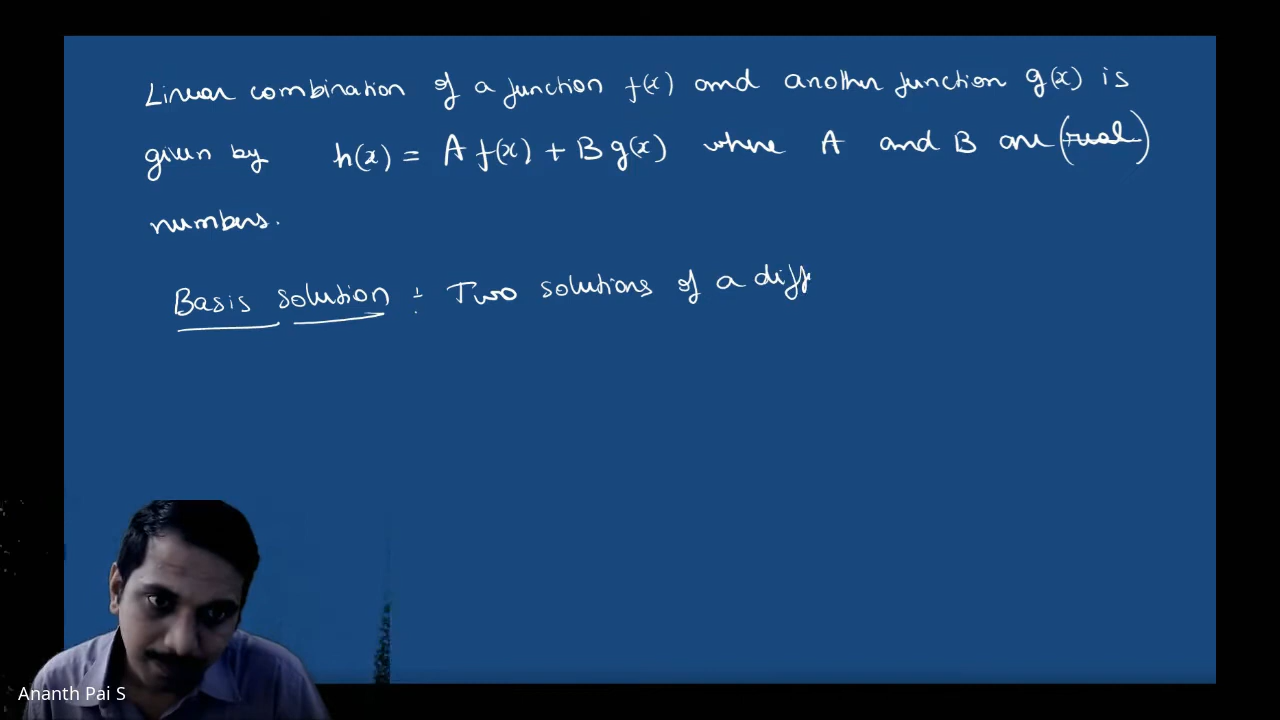 Linear combination of a function f(x) and another function g(x) is
given by h(x) = A f(x) + B g(x) where A and B are (real)
numbers.
Basis solution : Two solutions of a diff
Ananth Pai S